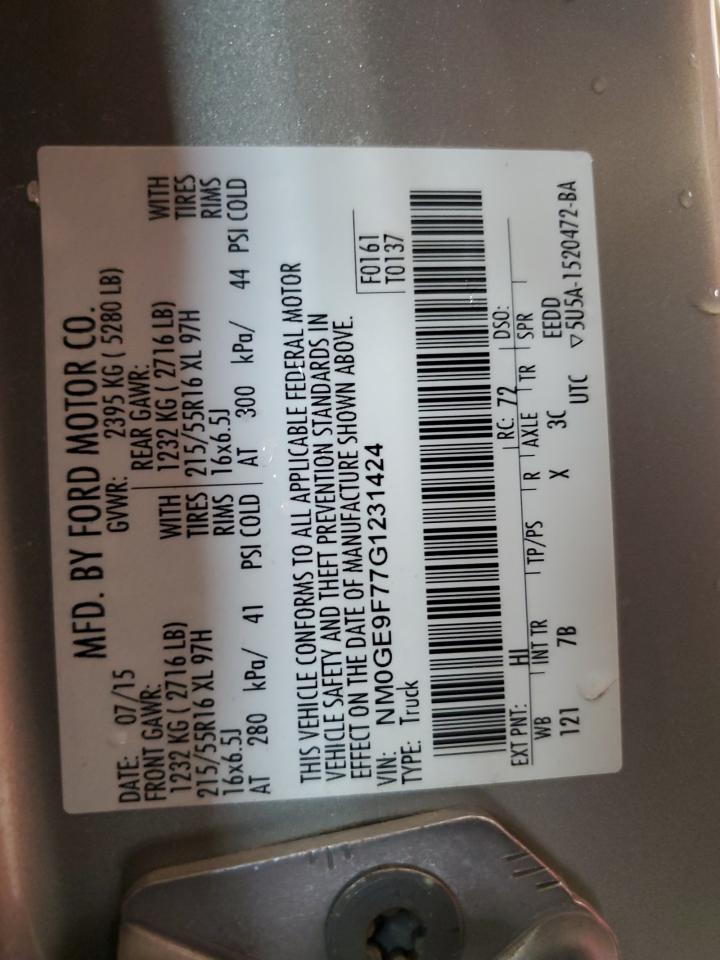 MFD. BY FORD MOTOR CO.
DATE: 07/15 GVWR: 2395 KG ( 5280 LB)
FRONT GAWR: REAR GAWR:
1232 KG ( 2716 LB) WITH 1232 KG ( 2716 LB) WITH
215/55R16 XL 97H TIRES 215/55R16 XL 97H TIRES
16x6.5J RIMS 16x6.5J RIMS
AT 280 kPa/ 41 PSI COLD AT 300 kPa/ 44 PSI COLD
THIS VEHICLE CONFORMS TO ALL APPLICABLE FEDERAL MOTOR
VEHICLE SAFETY AND THEFT PREVENTION STANDARDS IN
EFFECT ON THE DATE OF MANUFACTURE SHOWN ABOVE.
VIN: NM0GE9F77G1231424 F0161
TYPE: Truck T0137
EXT PNT: HI RC: 72 DSO:
WB INT TR TP/PS R AXLE TR SPR
121 7B X 3C EEDD
UTC ▽5U5A-1520472-BA